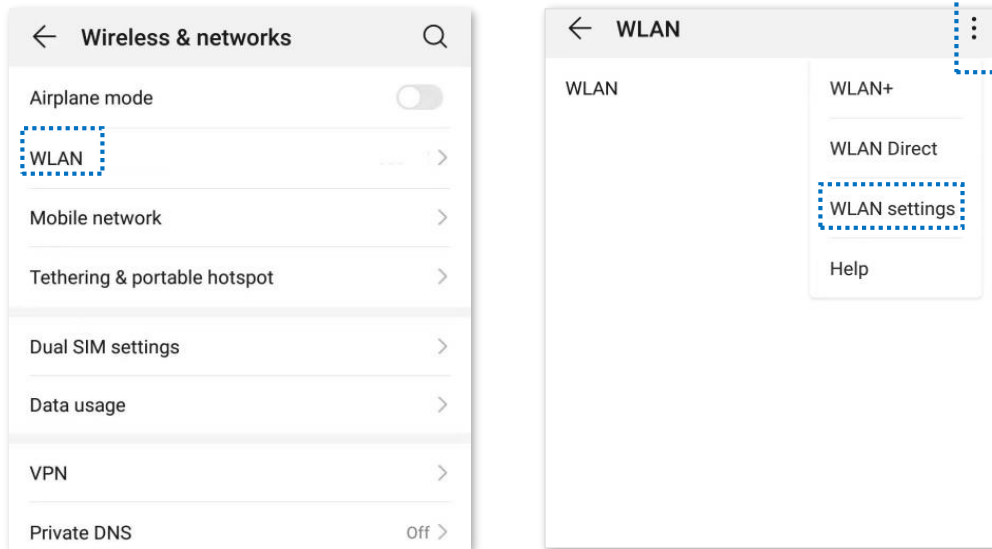 Wireless & networks
Airplane mode
WLAN
Mobile network
Tethering & portable hotspot
Dual SIM settings
Data usage
VPN
Private DNS Off
WLAN
WLAN
WLAN+
WLAN Direct
WLAN settings
Help